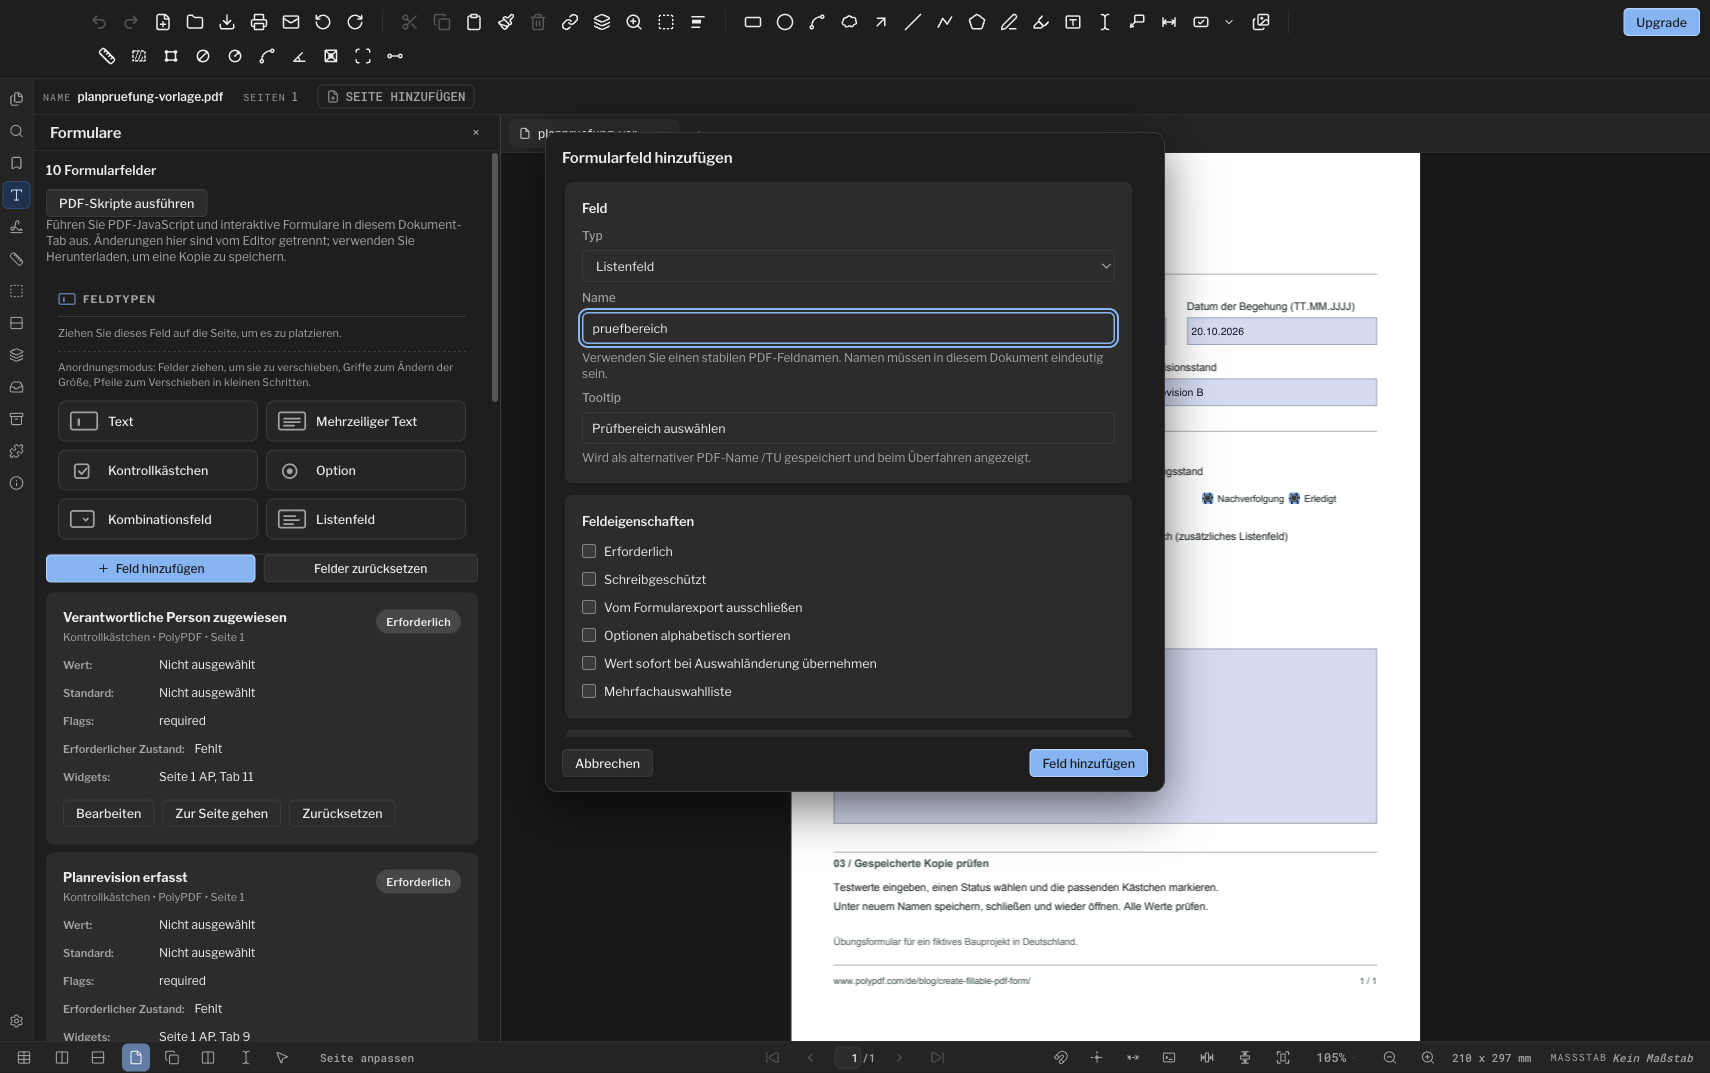 Upgrade
NAME planpruefung-vorlage.pdf SEITEN 1 SEITE HINZUFÜGEN
Formulare
10 Formularfelder
PDF-Skripte ausführen
Führen Sie PDF-JavaScript und interaktive Formulare in diesem Dokument-
Tab aus. Änderungen hier sind vom Editor getrennt; verwenden Sie
Herunterladen, um eine Kopie zu speichern.
FELDTYPEN
Ziehen Sie dieses Feld auf die Seite, um es zu platzieren.
Anordnungsmodus: Felder ziehen, um sie zu verschieben, Griffe zum Ändern der
Größe, Pfeile zum Verschieben in kleinen Schritten.
Text
Mehrzeiliger Text
Kontrollkästchen
Option
Kombinationsfeld
Listenfeld
+ Feld hinzufügen
Felder zurücksetzen
Verantwortliche Person zugewiesen
Erforderlich
Kontrollkästchen • PolyPDF • Seite 1
Wert: Nicht ausgewählt
Standard: Nicht ausgewählt
Flags: required
Erforderlicher Zustand: Fehlt
Widgets: Seite 1 AP, Tab 11
Bearbeiten
Zur Seite gehen
Zurücksetzen
Planrevision erfasst
Erforderlich
Kontrollkästchen • PolyPDF • Seite 1
Wert: Nicht ausgewählt
Standard: Nicht ausgewählt
Flags: required
Erforderlicher Zustand: Fehlt
Widgets: Seite 1 AP, Tab 9
Formularfeld hinzufügen
Feld
Typ
Listenfeld
Name
pruefbereich
Verwenden Sie einen stabilen PDF-Feldnamen. Namen müssen in diesem Dokument eindeutig
sein.
Tooltip
Prüfbereich auswählen
Wird als alternativer PDF-Name /TU gespeichert und beim Überfahren angezeigt.
Feldeigenschaften
Erforderlich
Schreibgeschützt
Vom Formularexport ausschließen
Optionen alphabetisch sortieren
Wert sofort bei Auswahländerung übernehmen
Mehrfachauswahlliste
Abbrechen
Feld hinzufügen
Datum der Begehung (TT.MM.JJJJ)
20.10.2026
isionsstand
evision B
gsstand
Nachverfolgung
Erledigt
ch (zusätzliches Listenfeld)
03 / Gespeicherte Kopie prüfen
Testwerte eingeben, einen Status wählen und die passenden Kästchen markieren.
Unter neuem Namen speichern, schließen und wieder öffnen. Alle Werte prüfen.
Übungsformular für ein fiktives Bauprojekt in Deutschland.
www.polypdf.com/de/blog/create-fillable-pdf-form/ 1 / 1
Seite anpassen
1 /1
105%
210 x 297 mm
MASSSTAB Kein Maßstab